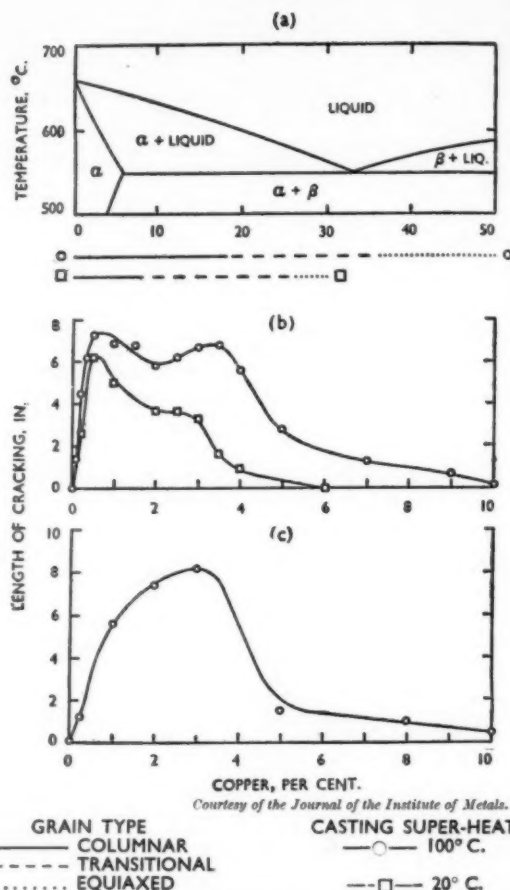 (a)
700
600
500
TEMPERATURE, °C.
LIQUID
α + LIQUID
β + LIQ.
α
α + β
0 10 20 30 40 50
(b)
8
6
4
2
0
0 2 4 6 8 10
LENGTH OF CRACKING, IN.
(c)
10
8
6
4
2
0
0 2 4 6 8 10
COPPER, PER CENT.
Courtesy of the Journal of the Institute of Metals.
GRAIN TYPE CASTING SUPER-HEAT
COLUMNAR 100° C.
TRANSITIONAL
EQUIAXED 20° C.